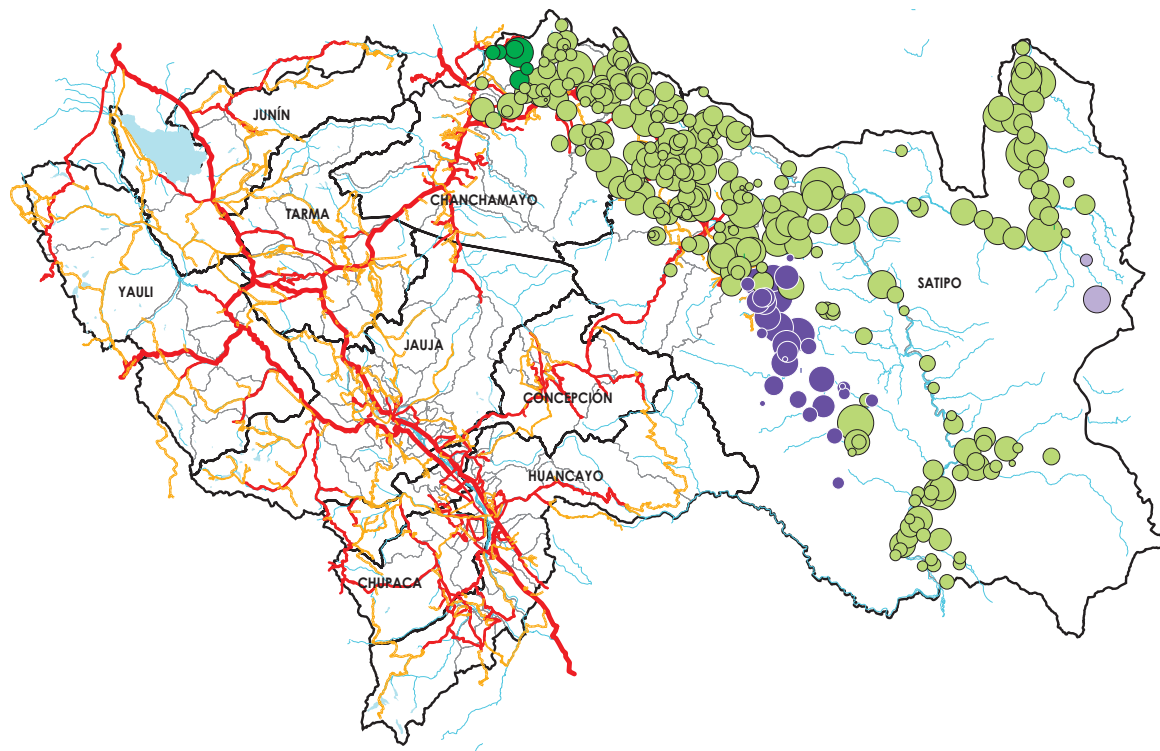 JUNÍN
TARMA
CHANCHAMAYO
YAULI
SATIPO
JAUJA
CONCEPCIÓN
HUANCAYO
CHUPACA